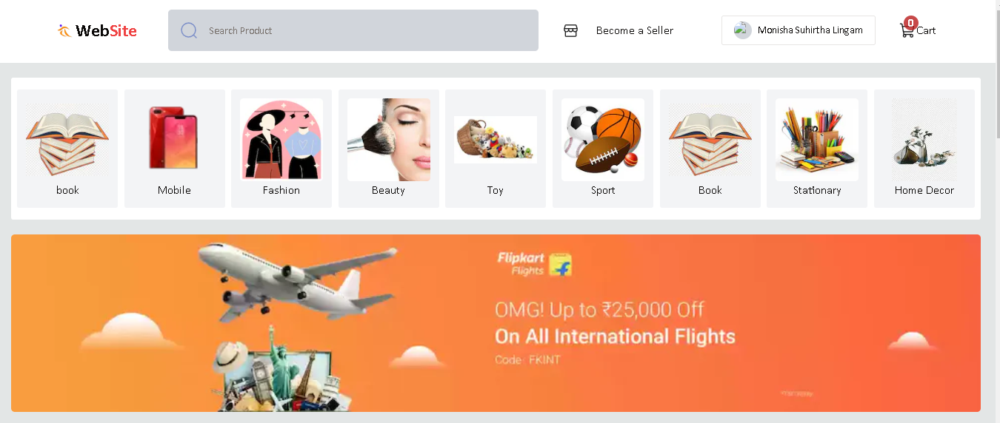 WebSite
Search Product
Become a Seller
Monisha Suhirtha Lingam
0
Cart
book
Mobile
Fashion
Beauty
Toy
Sport
Book
Stationary
Home Decor
Flipkart
Flights
OMG! Up to ₹25,000 Off
On All International Flights
Code- FKINT